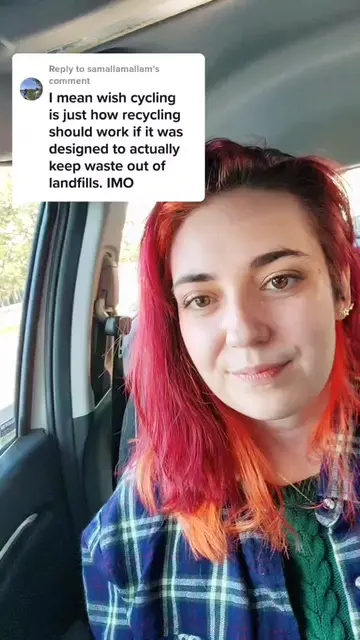 Reply to samallamallam's
comment
I mean wish cycling
is just how recycling
should work if it was
designed to actually
keep waste out of
landfills. IMO